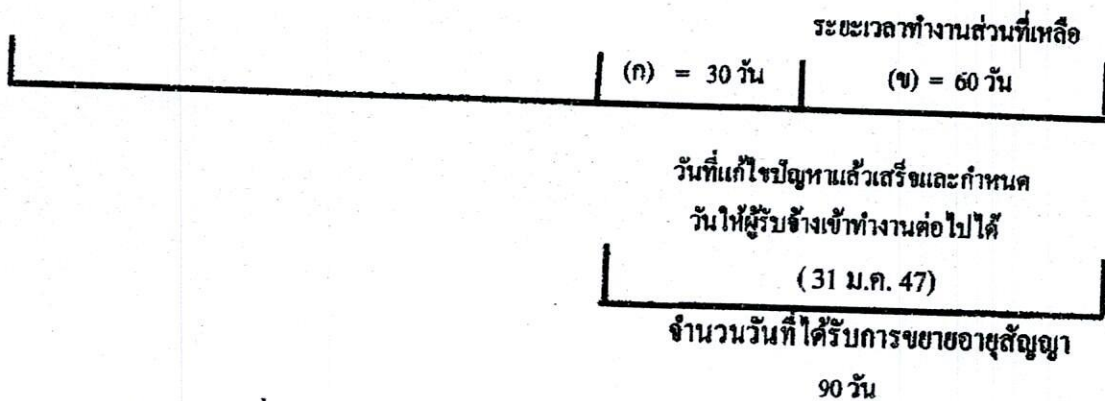 ระยะเวลาทำงานส่วนที่เหลือ
(ก) = 30 วัน (ข) = 60 วัน
วันที่แก้ไขปัญหาแล้วเสร็จและกำหนด
วันให้ผู้รับจ้างเข้าทำงานต่อไปได้
(31 ม.ค. 47)
จำนวนวันที่ได้รับการขยายอายุสัญญา
90 วัน